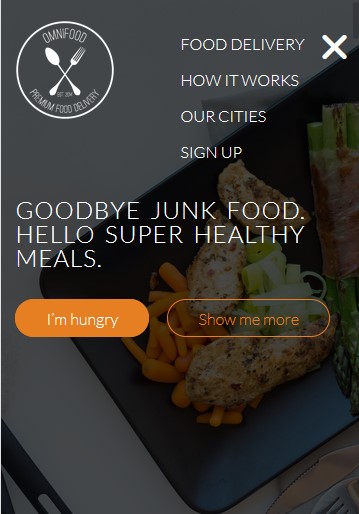 OMNIFOOD
EST. 2014
PREMIUM FOOD DELIVERY
FOOD DELIVERY
HOW IT WORKS
OUR CITIES
SIGN UP
GOODBYE JUNK FOOD.
HELLO SUPER HEALTHY
MEALS.
I'm hungry
Show me more